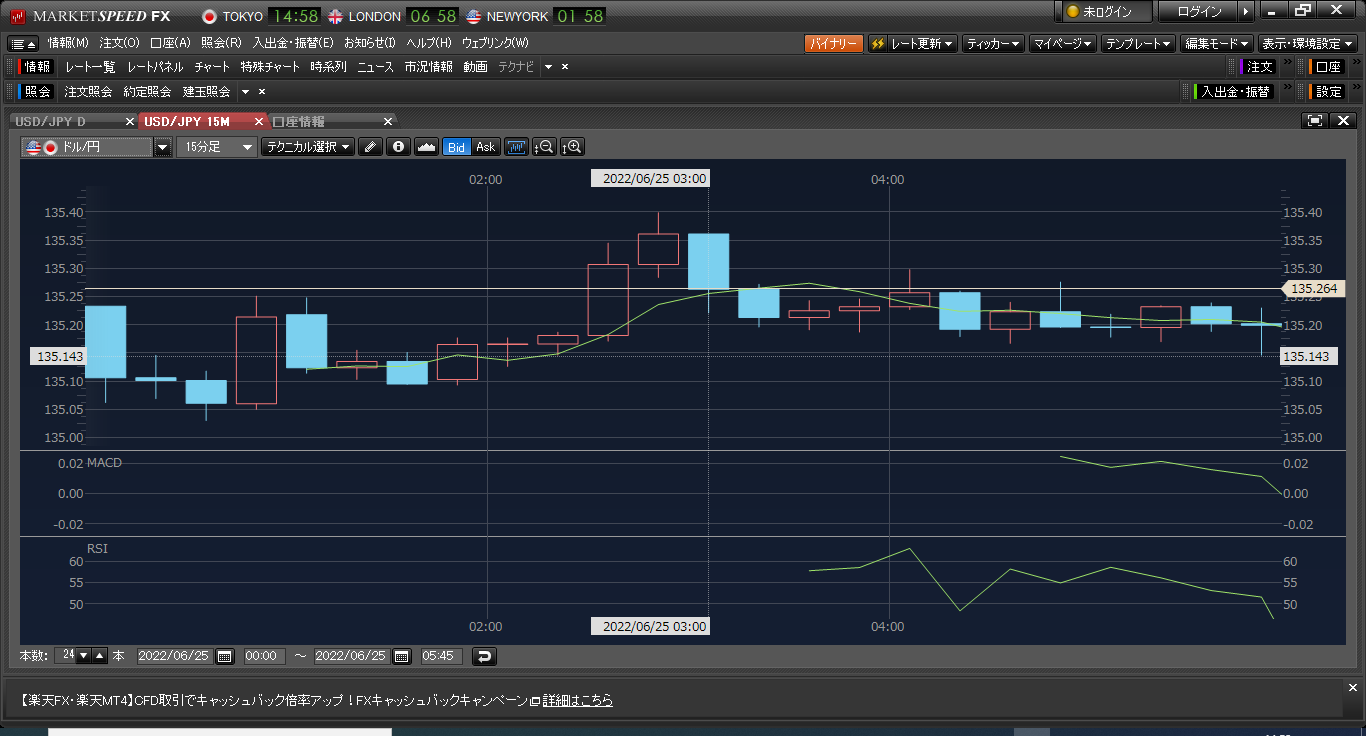 MARKETSPEED FX TOKYO 14:58 LONDON 06 58 NEWYORK 01 58 未ログイン ログイン
情報(M) 注文(O) 口座(A) 照会(R) 入出金・振替(E) お知らせ(I) ヘルプ(H) ウェブリンク(W) バイナリー レート更新 ティッカー マイページ テンプレート 編集モード 表示・環境設定
情報 レート一覧 レートパネル チャート 特殊チャート 時系列 ニュース 市況情報 動画 テクナビ 注文 口座
照会 注文照会 約定照会 建玉照会 入出金・振替 設定
USD/JPY D USD/JPY 15M 口座情報
ドル/円 15分足 テクニカル選択 Bid Ask
02:00 2022/06/25 03:00 04:00
135.40 135.40
135.35 135.35
135.30 135.30
135.264
135.25 135.25
135.20 135.20
135.143 135.143
135.10 135.10
135.05 135.05
135.00 135.00
0.02 MACD 0.02
0.00 0.00
-0.02 -0.02
RSI
60 60
55 55
50 50
02:00 2022/06/25 03:00 04:00
本数: 24 本 2022/06/25 00:00 ～ 2022/06/25 05:45
【楽天FX・楽天MT4】CFD取引でキャッシュバック倍率アップ！FXキャッシュバックキャンペーン 詳細はこちら